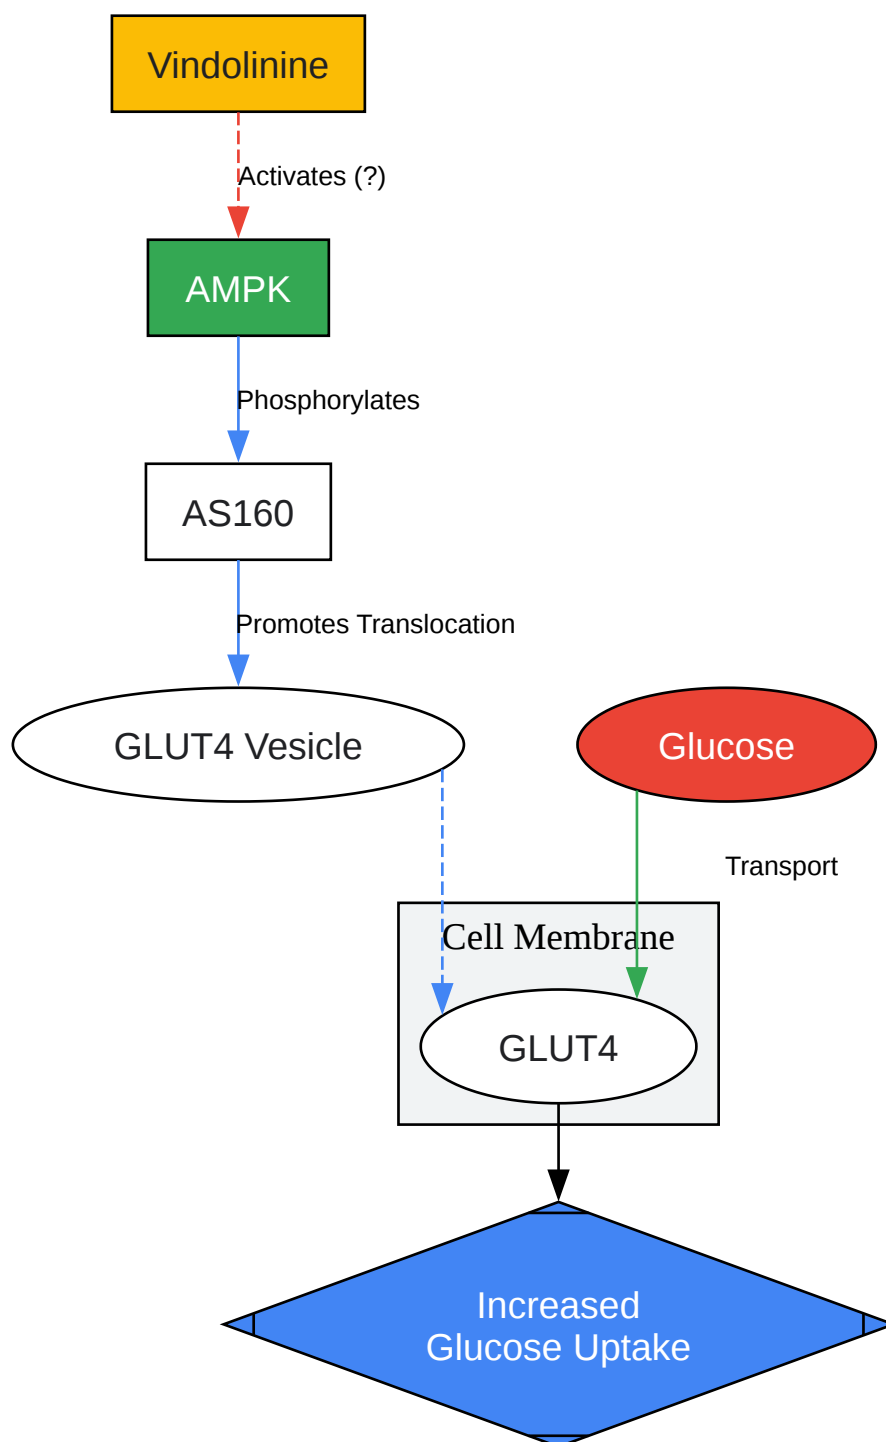 Vindolinine
Activates (?)
AMPK
Phosphorylates
AS160
Promotes Translocation
GLUT4 Vesicle
Glucose
Transport
Cell Membrane
GLUT4
Increased
Glucose Uptake